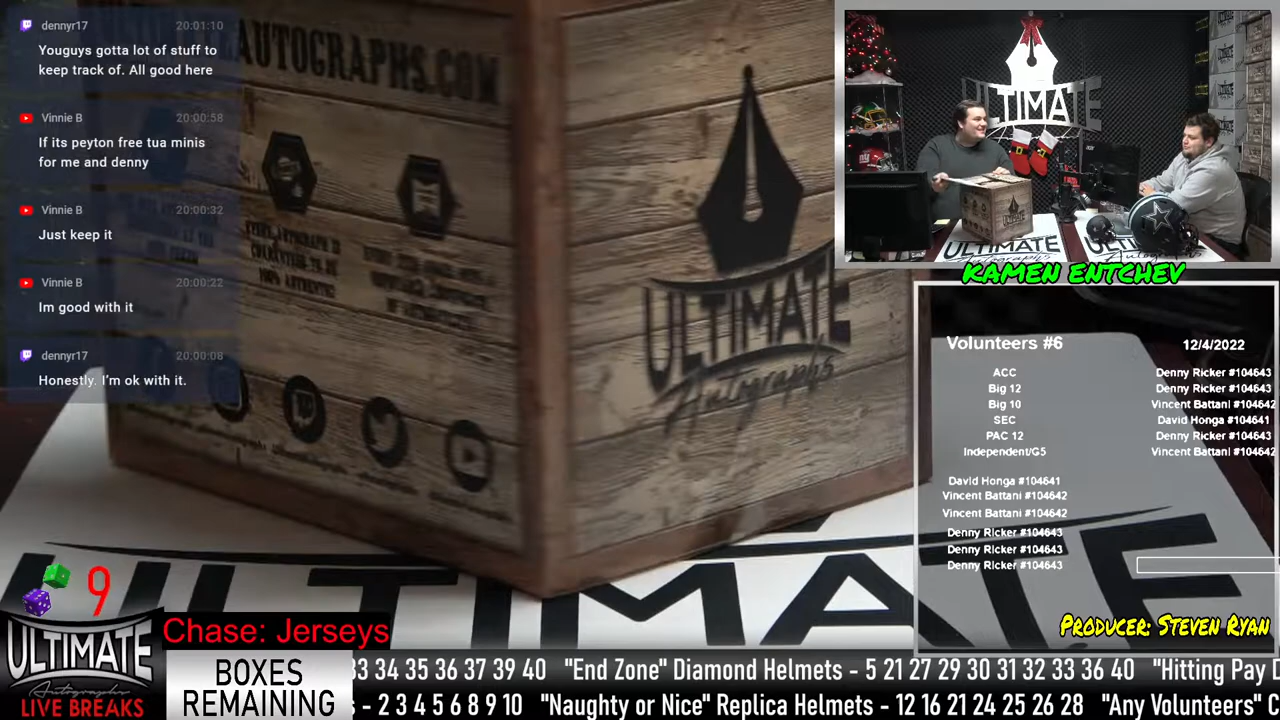 dennyr17 20:01:10
Youguys gotta lot of stuff to
keep track of. All good here
Vinnie B 20:00:58
If its peyton free tua minis
for me and denny
Vinnie B 20:00:32
Just keep it
Vinnie B 20:00:22
Im good with it
dennyr17 20:00:08
Honestly. I'm ok with it.
AUTOGRAPHS.COM
ULTIMATE
Autographs
ULTIMATE
ULTIMA
ULTIMATE
KAMEN ENTCHEV
Volunteers #6 12/4/2022
ACC Denny Ricker #104643
Big 12 Denny Ricker #104643
Big 10 Vincent Battani #104642
SEC David Honga #104641
PAC 12 Denny Ricker #104643
Independent/G5 Vincent Battani #104642
David Honga #104641
Vincent Battani #104642
Vincent Battani #104642
Denny Ricker #104643
Denny Ricker #104643
Denny Ricker #104643
PRODUCER: STEVEN RYAN
9
ULTIMATE
Autographs
LIVE BREAKS
Chase: Jerseys
BOXES
REMAINING
33 34 35 36 37 39 40 "End Zone" Diamond Helmets - 5 21 27 29 30 31 32 33 36 40 "Hitting Pay D
s - 2 3 4 5 6 8 9 10 "Naughty or Nice" Replica Helmets - 12 16 21 24 25 26 28 "Any Volunteers" C